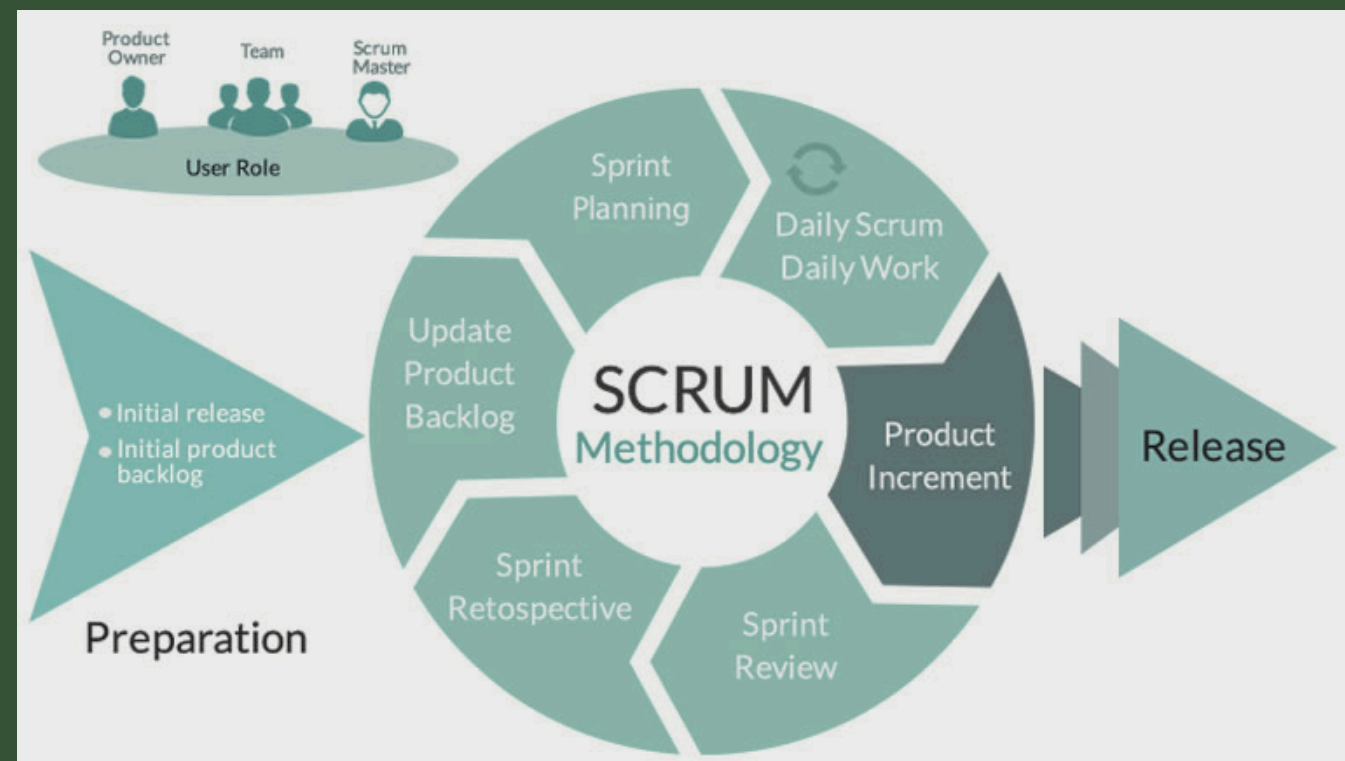 Product
Owner
Team
Scrum
Master
User Role
Sprint
Planning
Daily Scrum
Daily Work
Update
Product
Backlog
SCRUM
Methodology
Product
Increment
Release
• Initial release
• Initial product
backlog
Preparation
Sprint
Retospective
Sprint
Review